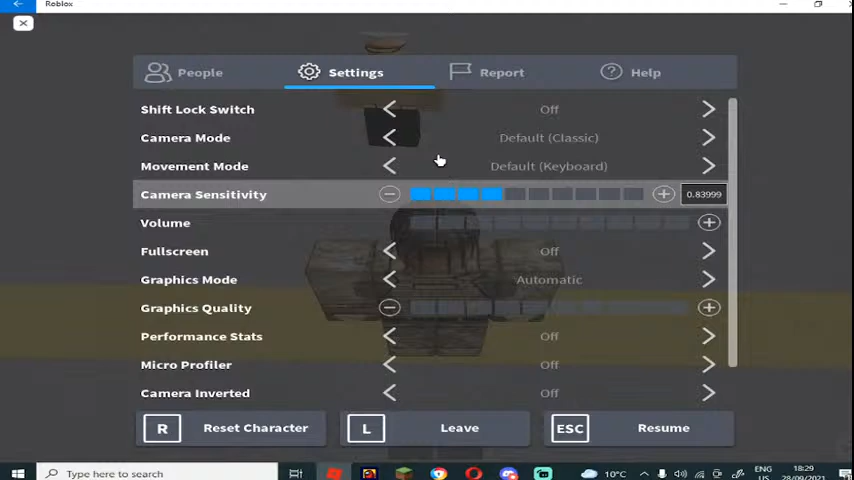 Roblox
People
Settings
Report
Help
Shift Lock Switch Off
Camera Mode Default (Classic)
Movement Mode Default (Keyboard)
Camera Sensitivity 0.83999
Volume
Fullscreen Off
Graphics Mode Automatic
Graphics Quality
Performance Stats Off
Micro Profiler Off
Camera Inverted Off
R Reset Character
L Leave
ESC Resume
Type here to search
10°C
ENG
US
18:29
28/09/2021